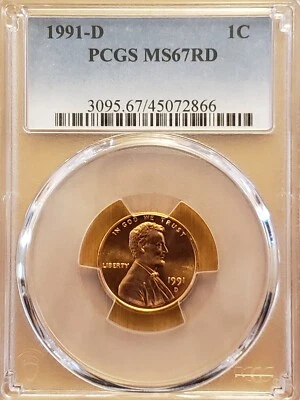 1991-D 1C
PCGS MS67RD
3095.67/45072866
IN GOD WE TRUST
LIBERTY
1991
D